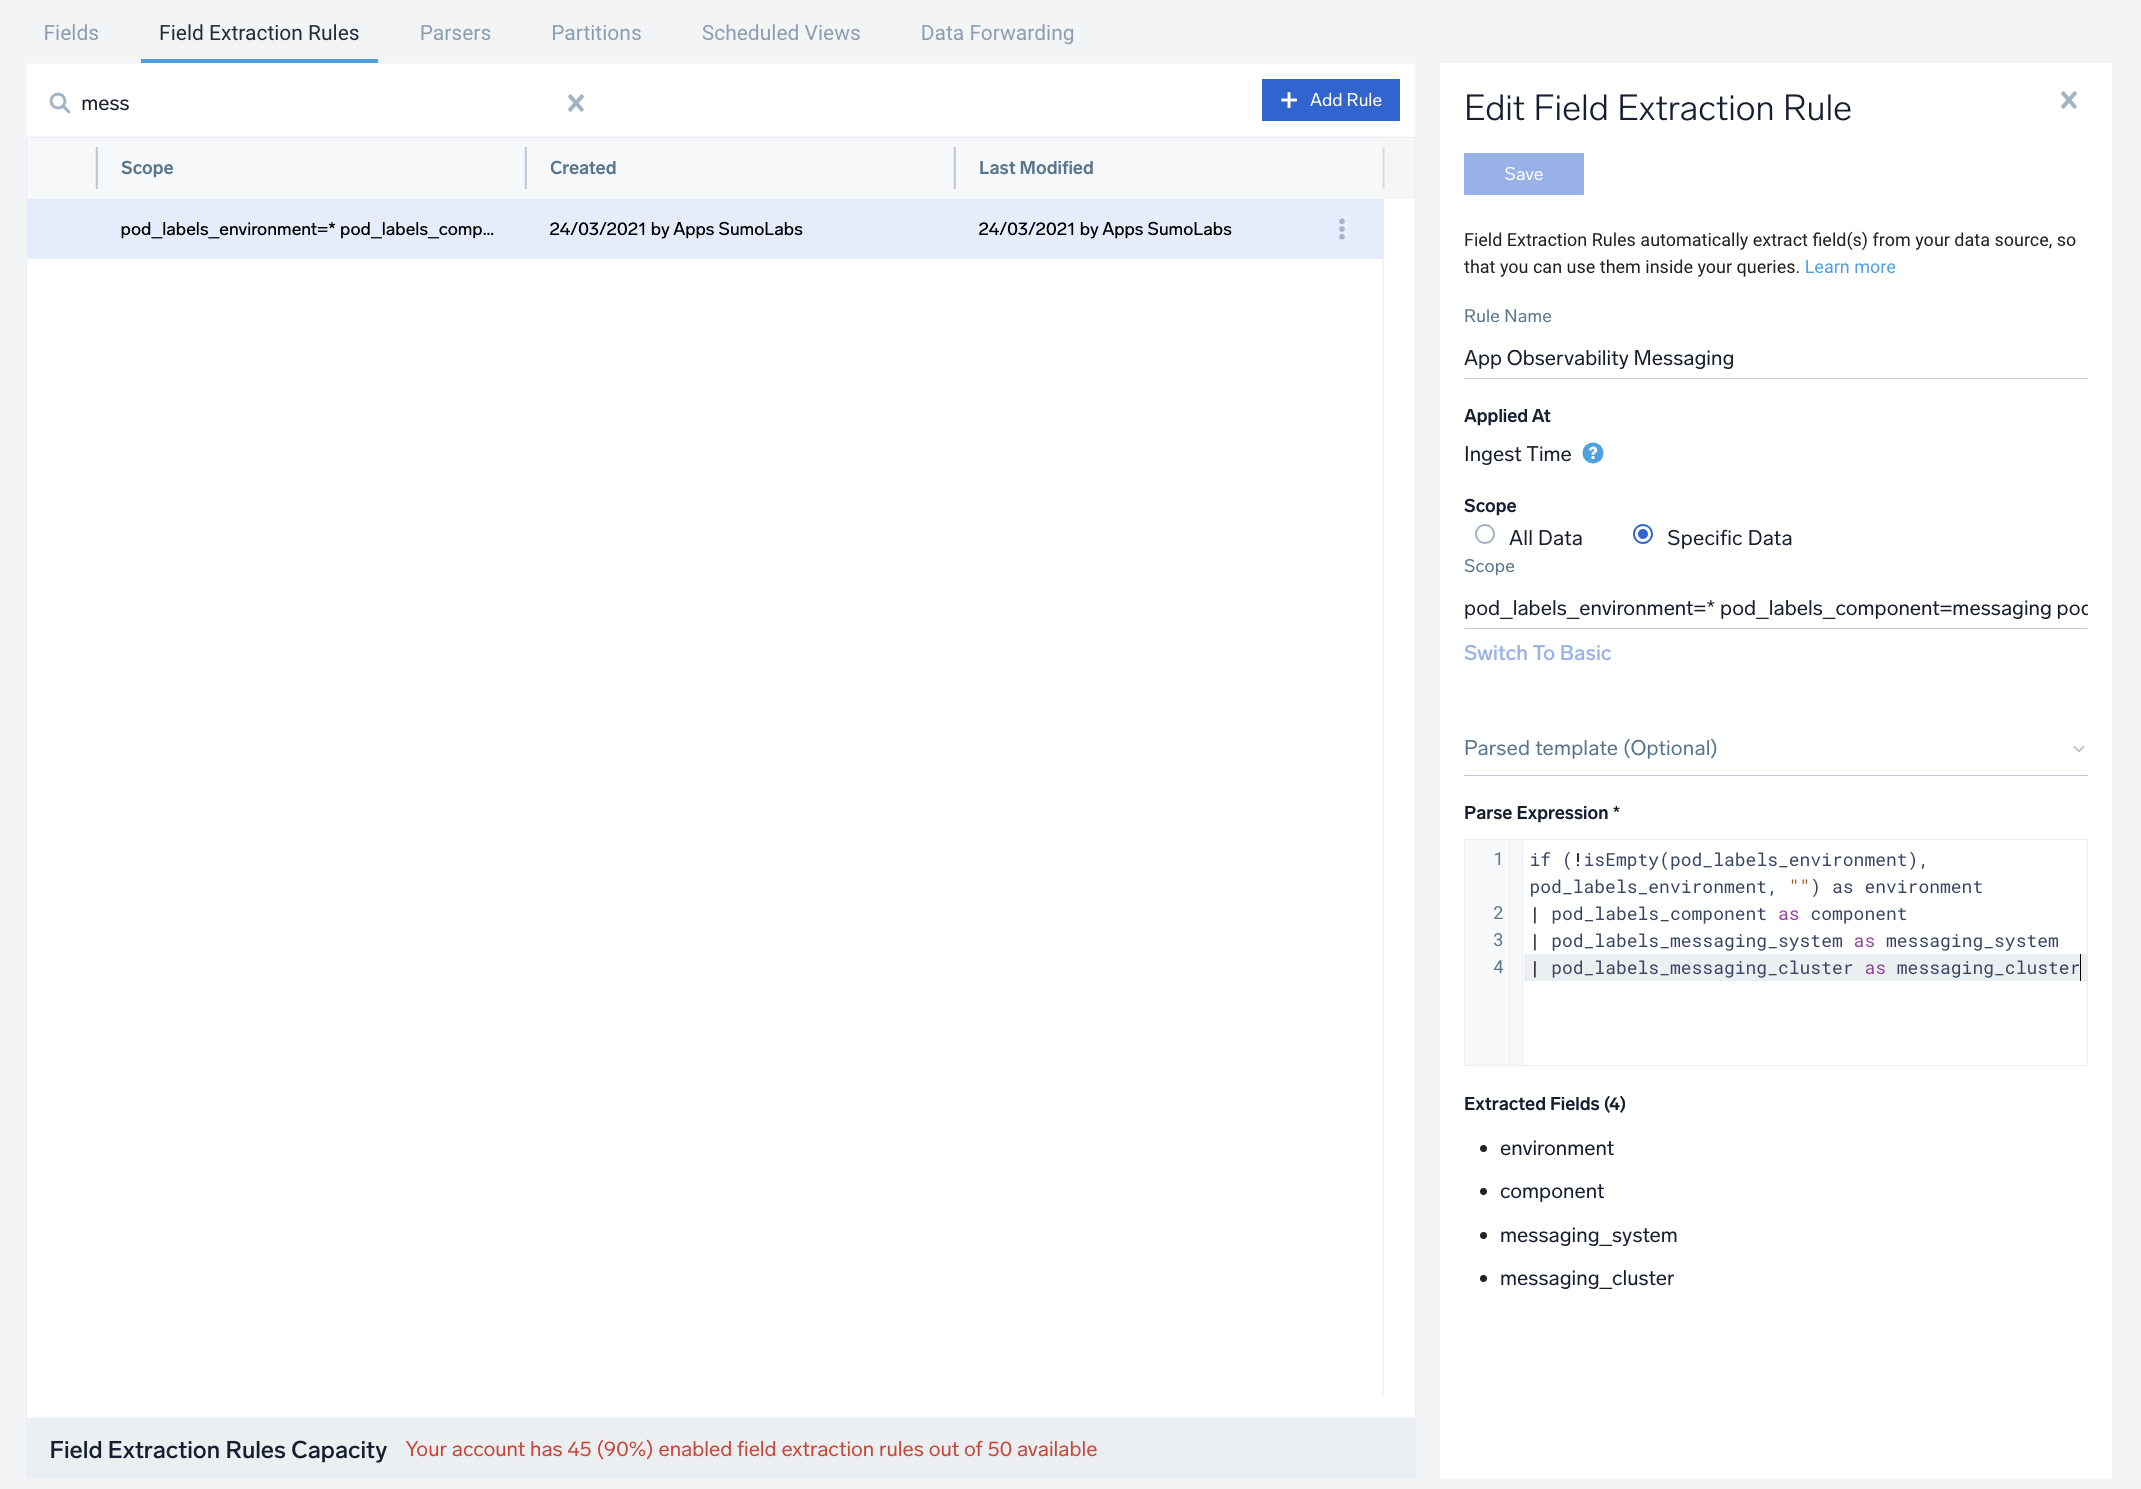 Fields Field Extraction Rules Parsers Partitions Scheduled Views Data Forwarding
mess
+ Add Rule
Scope Created Last Modified
pod_labels_environment=* pod_labels_comp... 24/03/2021 by Apps SumoLabs 24/03/2021 by Apps SumoLabs
Field Extraction Rules Capacity Your account has 45 (90%) enabled field extraction rules out of 50 available
Edit Field Extraction Rule
Save
Field Extraction Rules automatically extract field(s) from your data source, so
that you can use them inside your queries. Learn more
Rule Name
App Observability Messaging
Applied At
Ingest Time ?
Scope
All Data Specific Data
Scope
pod_labels_environment=* pod_labels_component=messaging poc
Switch To Basic
Parsed template (Optional)
Parse Expression *
1 if (!isEmpty(pod_labels_environment),
pod_labels_environment, "") as environment
2 | pod_labels_component as component
3 | pod_labels_messaging_system as messaging_system
4 | pod_labels_messaging_cluster as messaging_cluster
Extracted Fields (4)
• environment
• component
• messaging_system
• messaging_cluster